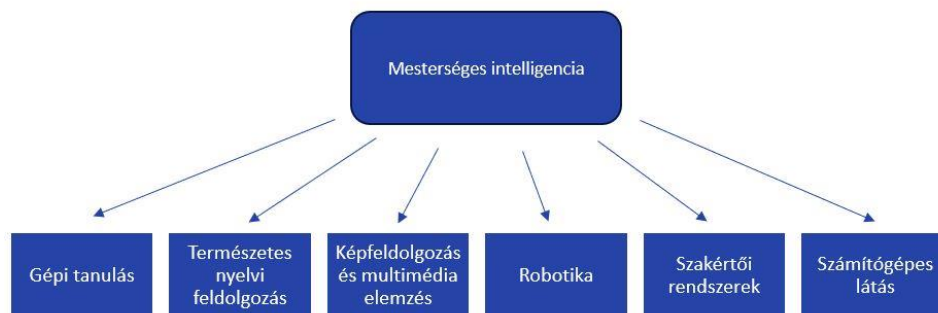 Mesterséges intelligencia
Gépi tanulás
Természetes
nyelvi
feldolgozás
Képfeldolgozás
és multimédia
elemzés
Robotika
Szakértői
rendszerek
Számítógépes
látás